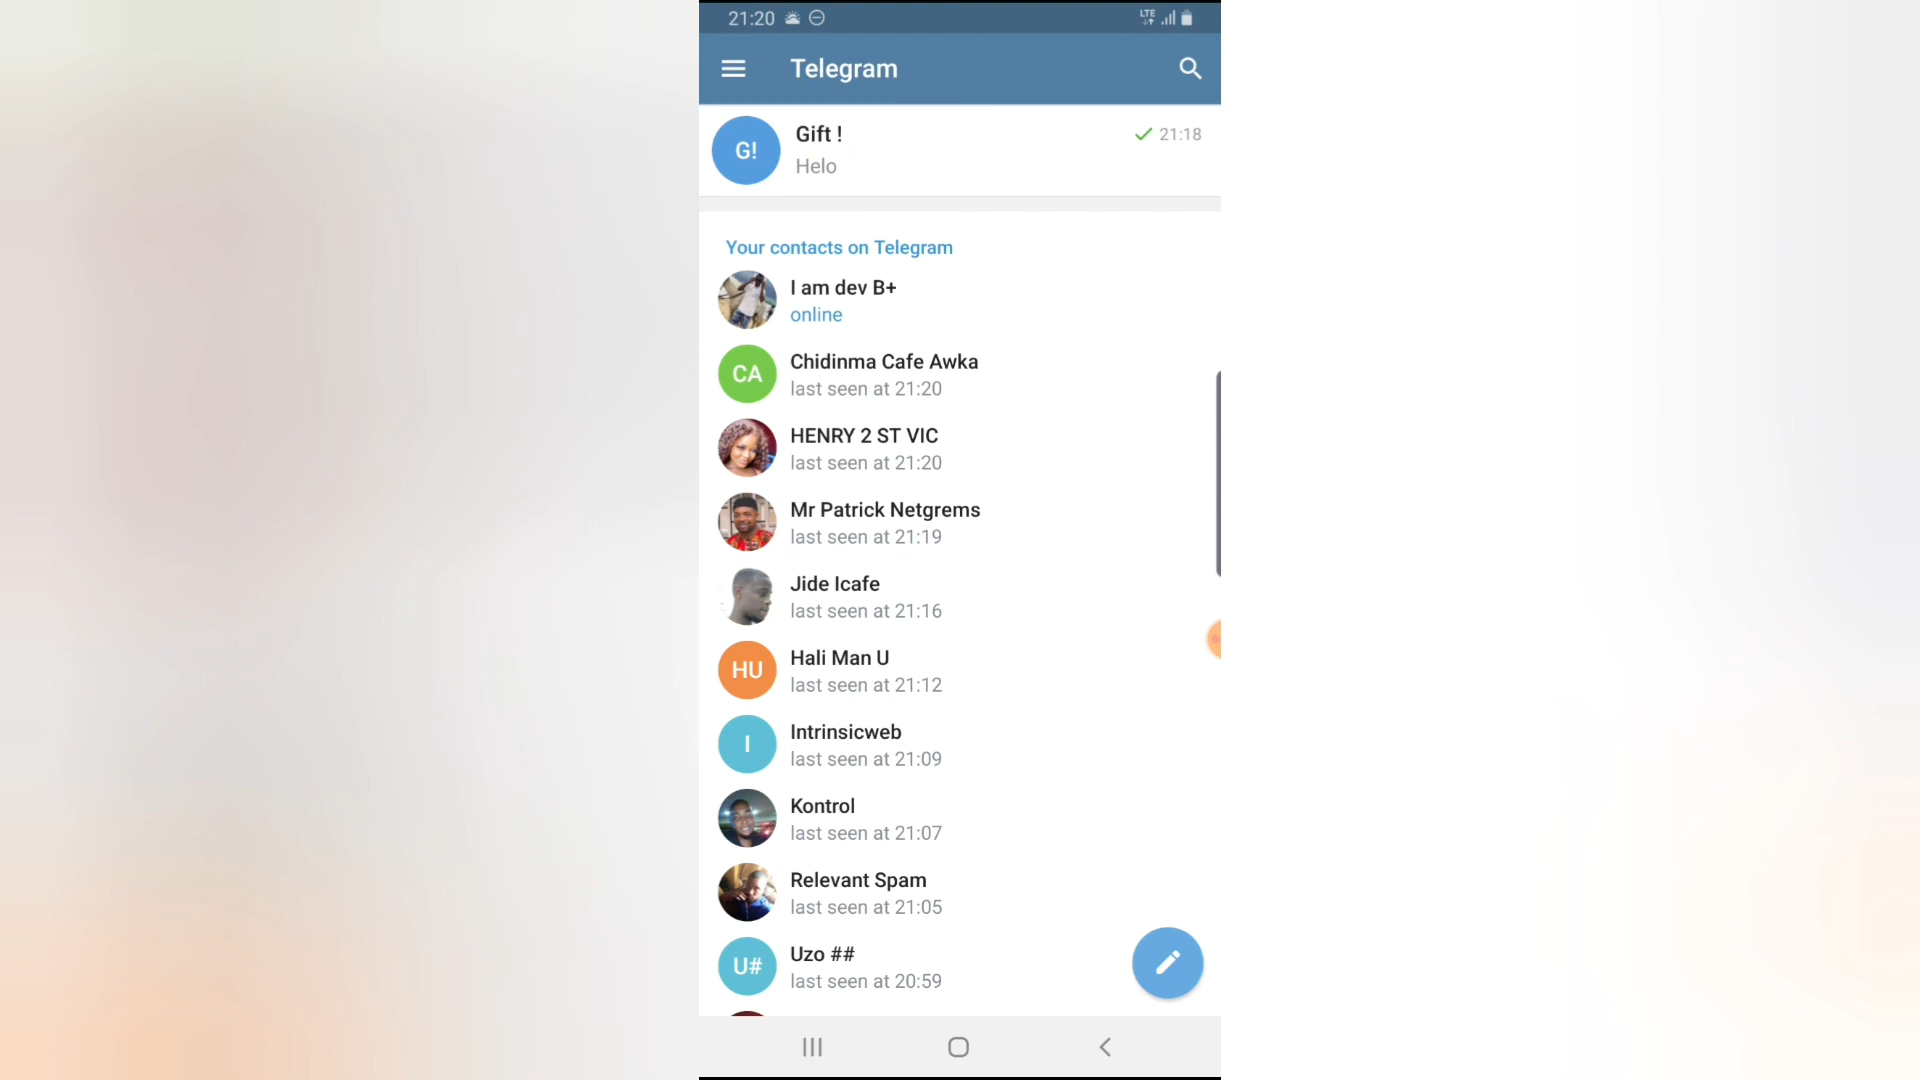 21:20
LTE
Telegram
G!
Gift !
21:18
Helo
Your contacts on Telegram
I am dev B+
online
CA
Chidinma Cafe Awka
last seen at 21:20
HENRY 2 ST VIC
last seen at 21:20
Mr Patrick Netgrems
last seen at 21:19
Jide Icafe
last seen at 21:16
HU
Hali Man U
last seen at 21:12
I
Intrinsicweb
last seen at 21:09
Kontrol
last seen at 21:07
Relevant Spam
last seen at 21:05
U#
Uzo ##
last seen at 20:59